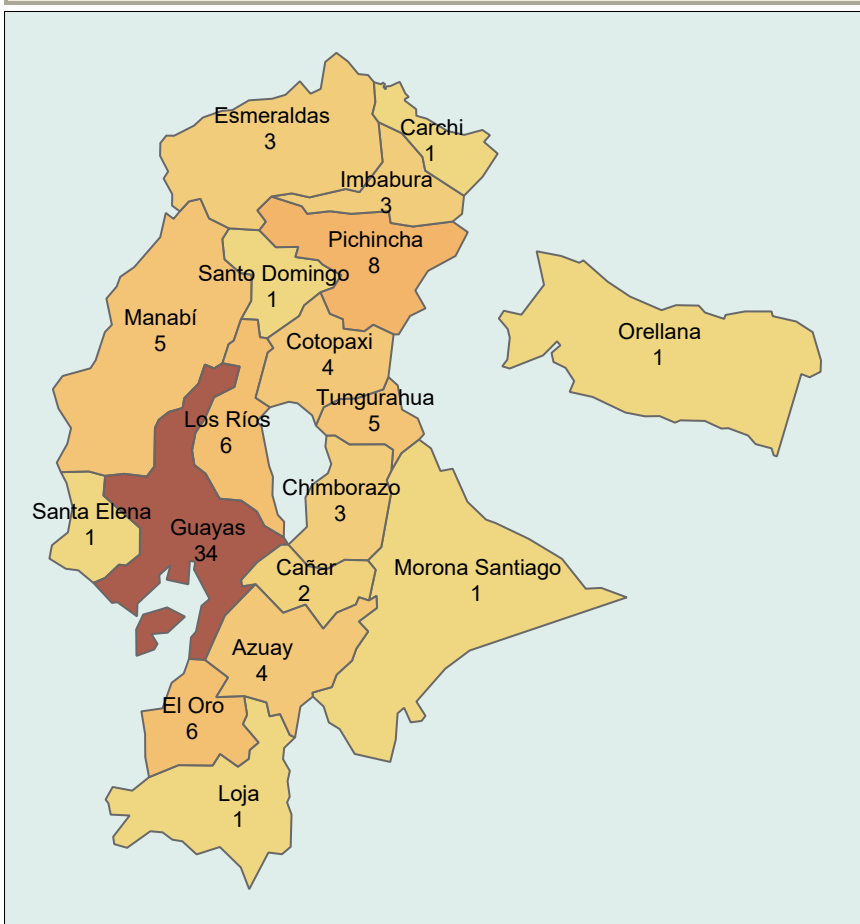 Esmeraldas
3
Carchi
1
Imbabura
3
Pichincha
8
Santo Domingo
1
Manabí
5
Cotopaxi
4
Orellana
1
Tungurahua
5
Los Ríos
6
Chimborazo
3
Santa Elena
1
Guayas
34
Cañar
2
Morona Santiago
1
Azuay
4
El Oro
6
Loja
1